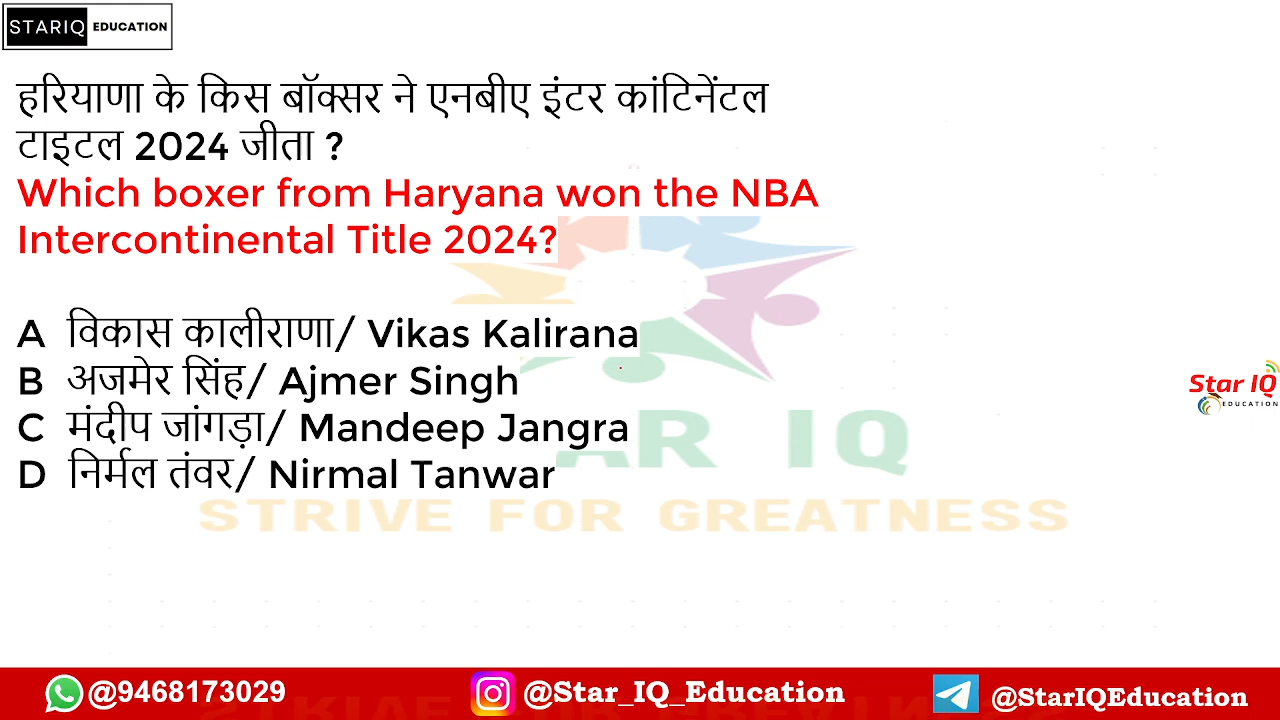 STARIQ EDUCATION
हरियाणा के किस बॉक्सर ने एनबीए इंटर कांटिनेंटल
टाइटल 2024 जीता ?
Which boxer from Haryana won the NBA
Intercontinental Title 2024?
A विकास कालीराणा/ Vikas Kalirana
B अजमेर सिंह/ Ajmer Singh
C मंदीप जांगड़ा/ Mandeep Jangra
D निर्मल तंवर/ Nirmal Tanwar
Star IQ
EDUCATION
AR IQ
STRIVE FOR GREATNESS
@9468173029 @Star_IQ_Education @StarIQEducation